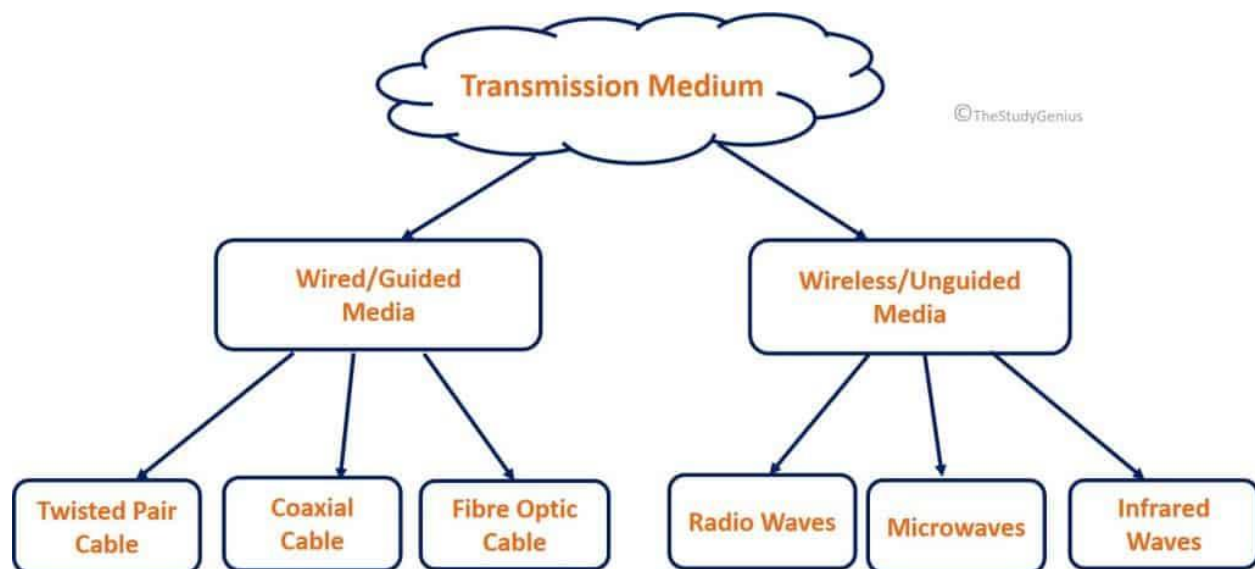 Transmission Medium
©TheStudyGenius
Wired/Guided
Media
Wireless/Unguided
Media
Twisted Pair
Cable
Coaxial
Cable
Fibre Optic
Cable
Radio Waves
Microwaves
Infrared
Waves